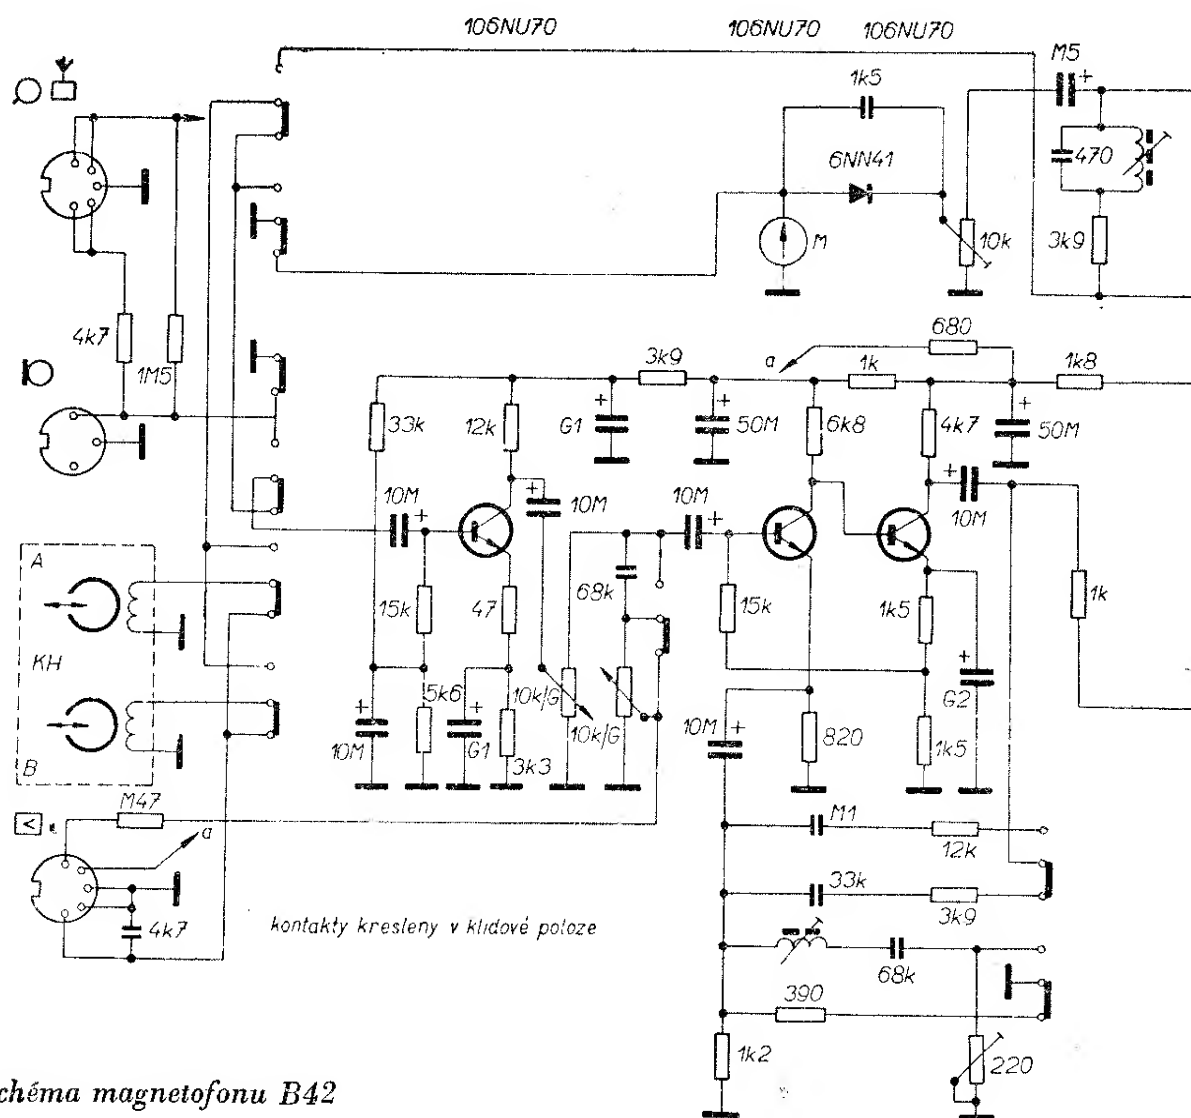 106NU70 106NU70 106NU70
M5
+
1k5
6NN41
470
M
10k
3k9
4k7
1M5
680
a
3k9
1k
1k8
33k
12k
+
G1
+
50M
6k8
4k7
+
50M
10M
+
+
10M
10M
+
+
10M
A
15k
47
68k
15k
1k5
1k
KH
+
5k6
+
10k/G
10k/G
10M
+
+
G2
B
10M
G1
3k3
820
1k5
M47
a
M1
12k
4k7
33k
3k9
kontakty kresleny v klidové poloze
68k
390
1k2
220
chéma magnetofonu B42